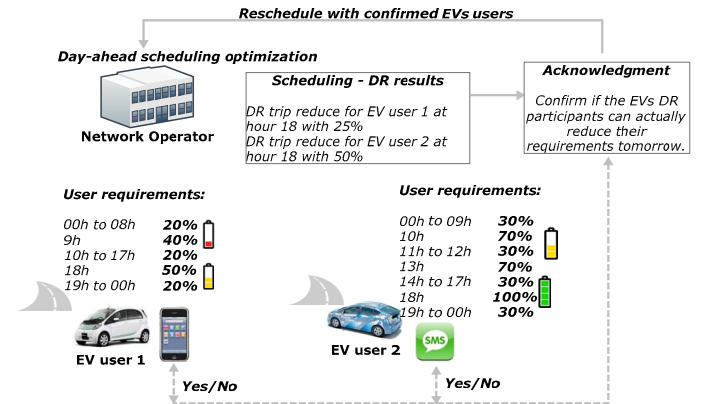 Reschedule with confirmed EVs users
Day-ahead scheduling optimization
Network Operator
Scheduling - DR results
DR trip reduce for EV user 1 at
hour 18 with 25%
DR trip reduce for EV user 2 at
hour 18 with 50%
Acknowledgment
Confirm if the EVs DR
participants can actually
reduce their
requirements tomorrow.
User requirements:
00h to 08h 20%
9h 40%
10h to 17h 20%
18h 50%
19h to 00h 20%
EV user 1
Yes/No
User requirements:
00h to 09h 30%
10h 70%
11h to 12h 30%
13h 70%
14h to 17h 30%
18h 100%
19h to 00h 30%
EV user 2
SMS
Yes/No